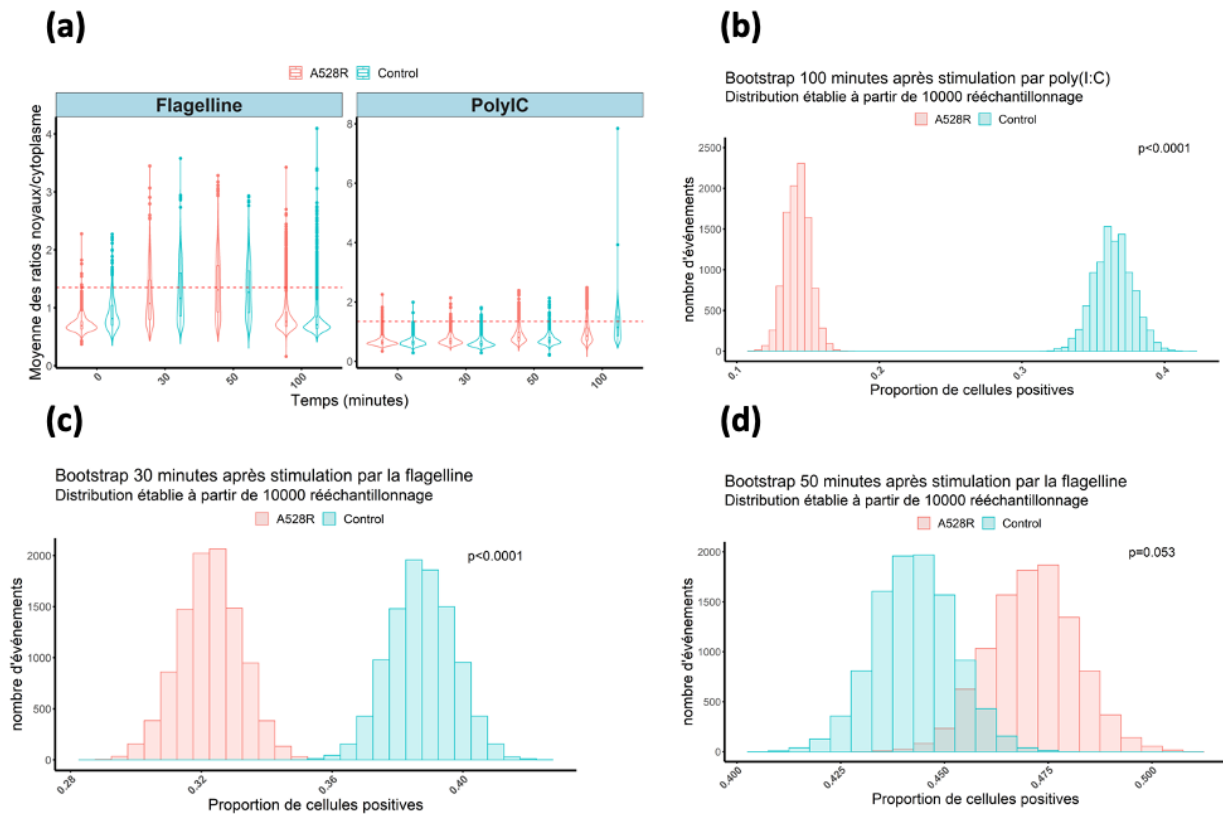 (a)
A528R Control
Flagelline PolyIC
Moyenne des ratios noyaux/cytoplasme
4
3
2
1
0
8
6
4
2
0
0 30 50 100 0 30 50 100
Temps (minutes)
(b)
Bootstrap 100 minutes après stimulation par poly(I:C)
Distribution établie à partir de 10000 rééchantillonnage
A528R Control
p<0.0001
nombre d'événements
2500
2000
1500
1000
500
0
0.1 0.2 0.3 0.4
Proportion de cellules positives
(c)
Bootstrap 30 minutes après stimulation par la flagelline
Distribution établie à partir de 10000 rééchantillonnage
A528R Control
p<0.0001
nombre d'événements
2000
1500
1000
500
0
0.28 0.32 0.36 0.40
Proportion de cellules positives
(d)
Bootstrap 50 minutes après stimulation par la flagelline
Distribution établie à partir de 10000 rééchantillonnage
A528R Control
p=0.053
nombre d'événements
2000
1500
1000
500
0
0.400 0.425 0.450 0.475 0.500
Proportion de cellules positives